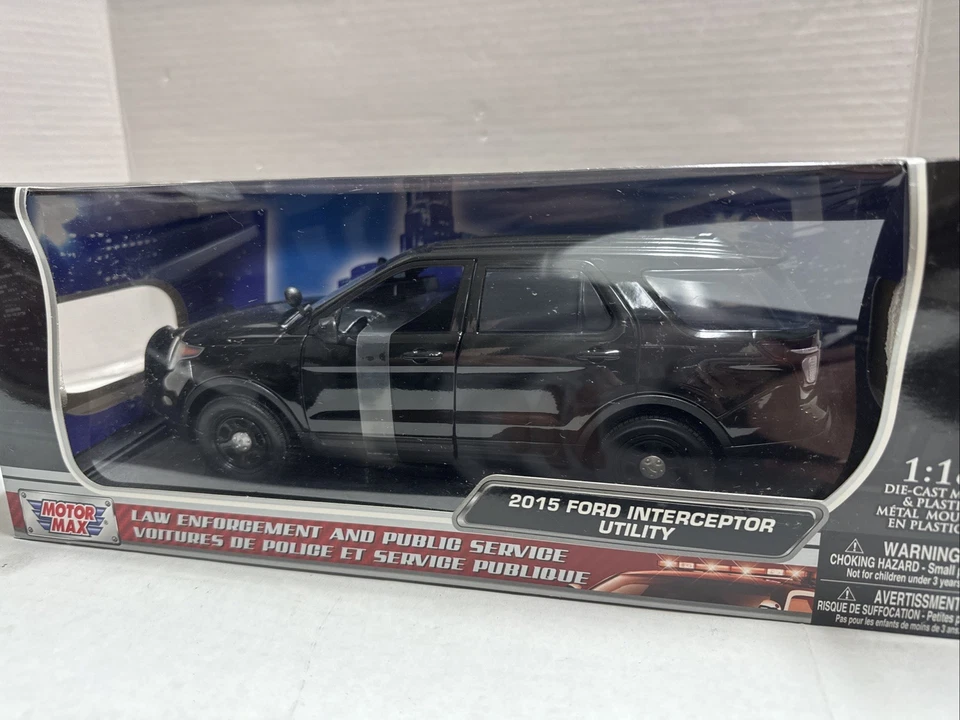 MOTOR
MAX
LAW ENFORCEMENT AND PUBLIC SERVICE
VOITURES DE POLICE ET SERVICE PUBLIQUE
2015 FORD INTERCEPTOR
UTILITY
DIE-CAST
& PLAST
MÉTAL MOU
EN PLASTIC
WARNING
CHOKING HAZARD - Small
Not for children under 3 years
AVERTISSEMENT
RISQUE DE SUFFOCATION - Petites
Pas pour les enfants de moins de 3 ans.